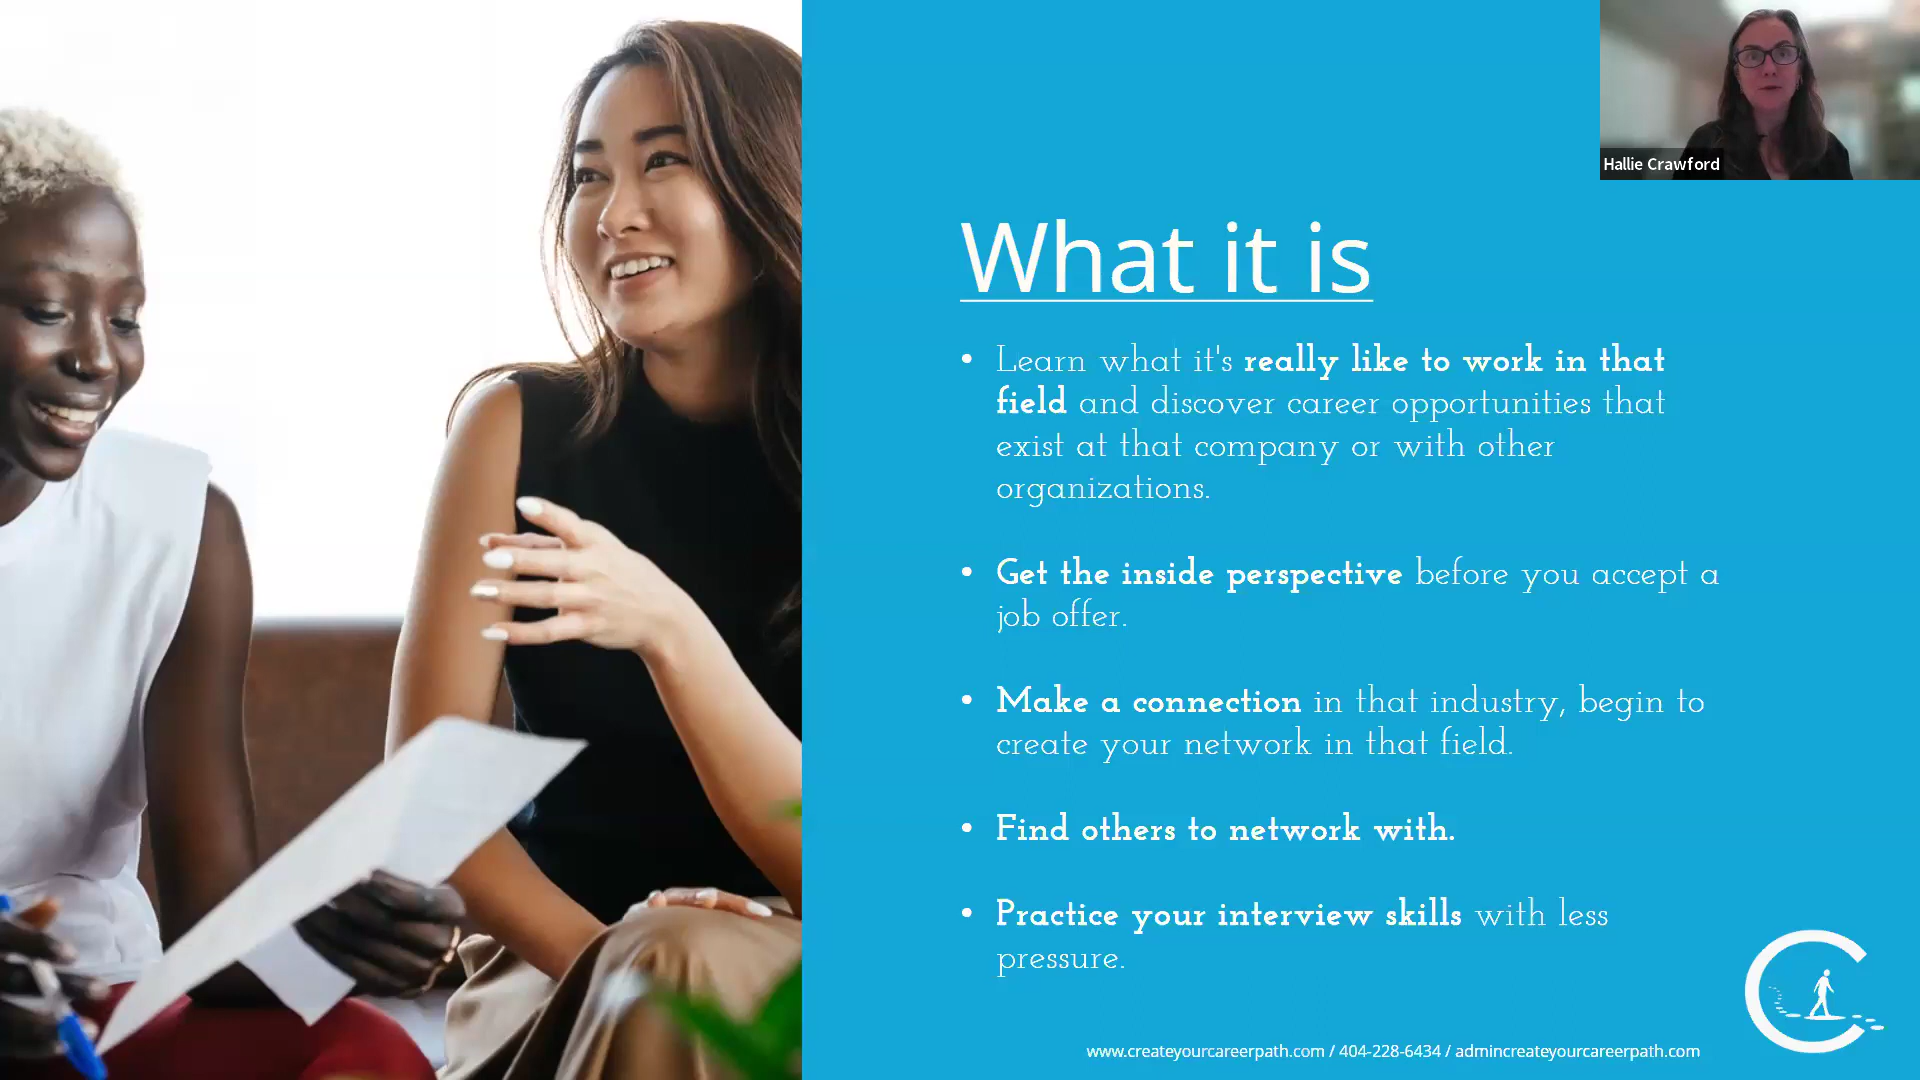 Hallie Crawford
What it is
• Learn what it's really like to work in that
field and discover career opportunities that
exist at that company or with other
organizations.
• Get the inside perspective before you accept a
job offer.
• Make a connection in that industry, begin to
create your network in that field.
• Find others to network with.
• Practice your interview skills with less
pressure.
www.createyourcareerpath.com / 404-228-6434 / admincreateyourcareerpath.com